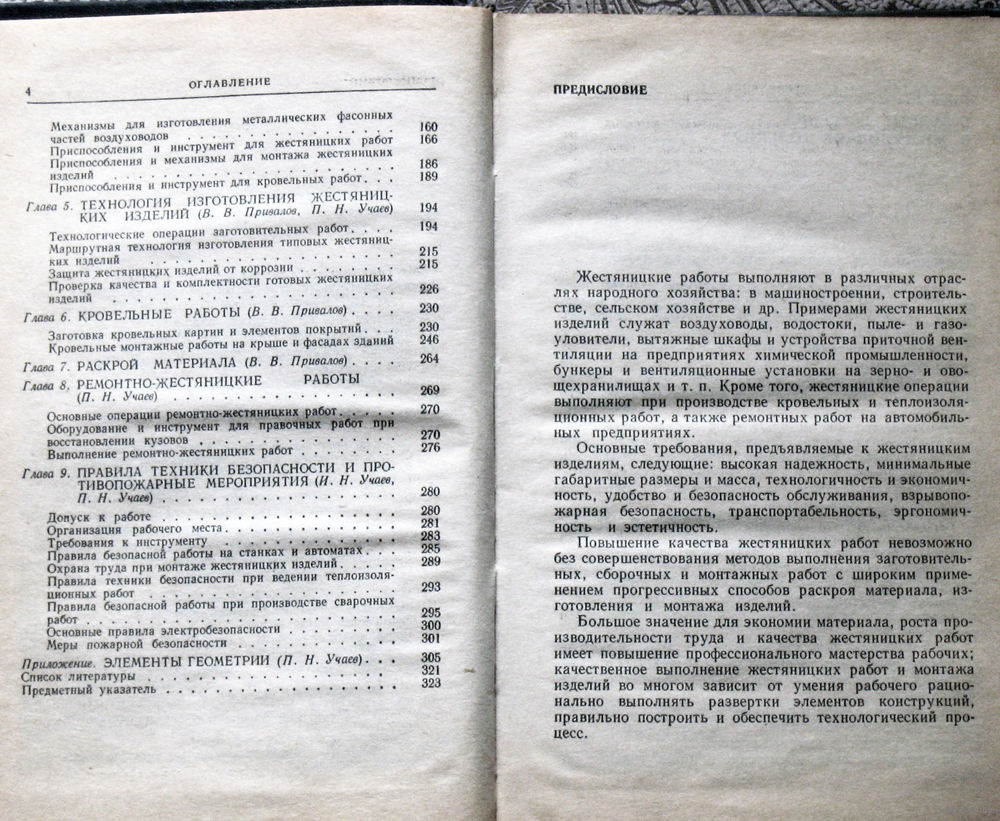 4
ОГЛАВЛЕНИЕ
Механизмы для изготовления металлических фасонных
частей воздуховодов . . . . . . . . . . . . . . . . . 160
Приспособления и инструмент для жестяницких работ 166
Приспособления и механизмы для монтажа жестяницких
изделий . . . . . . . . . . . . . . . . . . . . . . 186
Приспособления и инструмент для кровельных работ. . . 189
Глава 5. ТЕХНОЛОГИЯ ИЗГОТОВЛЕНИЯ ЖЕСТЯНИЦ-
КИХ ИЗДЕЛИЙ (В. В. Привалов, П. Н. Учаев) 194
Технологические операции заготовительных работ. . . . 194
Маршрутная технология изготовления типовых жестяниц-
ких изделий . . . . . . . . . . . . . . . . . . . . 215
Защита жестяницких изделий от коррозии . . . . . . . 215
Проверка качества и комплектности готовых жестяницких
изделий . . . . . . . . . . . . . . . . . . . . . . 226
Глава 6. КРОВЕЛЬНЫЕ РАБОТЫ (В. В. Привалов) . . . . 230
Заготовка кровельных картин и элементов покрытий. . . 230
Кровельные монтажные работы на крыше и фасадах зданий 246
Глава 7. РАСКРОЙ МАТЕРИАЛА (В. В. Привалов) . . . . 264
Глава 8. РЕМОНТНО-ЖЕСТЯНИЦКИЕ РАБОТЫ
(П. Н. Учаев) . . . . . . . . . . . . . . . . . 269
Основные операции ремонтно-жестяницких работ. . . . . 270
Оборудование и инструмент для правочных работ при
восстановлении кузовов . . . . . . . . . . . . . . . 270
Выполнение ремонтно-жестяницких работ . . . . . . . . 276
Глава 9. ПРАВИЛА ТЕХНИКИ БЕЗОПАСНОСТИ И ПРО-
ТИВОПОЖАРНЫЕ МЕРОПРИЯТИЯ (И. Н. Учаев,
П. Н. Учаев) . . . . . . . . . . . . . . . . . 280
Допуск к работе . . . . . . . . . . . . . . . . . . 280
Организация рабочего места. . . . . . . . . . . . . 281
Требования к инструменту . . . . . . . . . . . . . . 283
Правила безопасной работы на станках и автоматах. . . 285
Охрана труда при монтаже жестяницких изделий. . . . . 289
Правила техники безопасности при ведении теплоизоля-
ционных работ . . . . . . . . . . . . . . . . . . . 293
Правила безопасной работы при производстве сварочных
работ . . . . . . . . . . . . . . . . . . . . . . . 295
Основные правила электробезопасности . . . . . . . . 300
Меры пожарной безопасности . . . . . . . . . . . . . 301
Приложение. ЭЛЕМЕНТЫ ГЕОМЕТРИИ (П. Н. Учаев). . . 305
Список литературы . . . . . . . . . . . . . . . . . 321
Предметный указатель . . . . . . . . . . . . . . . . 323
ПРЕДИСЛОВИЕ
Жестяницкие работы выполняют в различных отрас-
лях народного хозяйства: в машиностроении, строитель-
стве, сельском хозяйстве и др. Примерами жестяницких
изделий служат воздуховоды, водостоки, пыле- и газо-
уловители, вытяжные шкафы и устройства приточной вен-
тиляции на предприятиях химической промышленности,
бункеры и вентиляционные установки на зерно- и ово-
щехранилищах и т. п. Кроме того, жестяницкие операции
выполняют при производстве кровельных и теплоизоля-
ционных работ, а также ремонтных работ на автомобиль-
ных предприятиях.
Основные требования, предъявляемые к жестяницким
изделиям, следующие: высокая надежность, минимальные
габаритные размеры и масса, технологичность и экономич-
ность, удобство и безопасность обслуживания, взрывопо-
жарная безопасность, транспортабельность, эргономич-
ность и эстетичность.
Повышение качества жестяницких работ невозможно
без совершенствования методов выполнения заготовитель-
ных, сборочных и монтажных работ с широким приме-
нением прогрессивных способов раскроя материала, из-
готовления и монтажа изделий.
Большое значение для экономии материала, роста про-
изводительности труда и качества жестяницких работ
имеет повышение профессионального мастерства рабочих;
качественное выполнение жестяницких работ и монтажа
изделий во многом зависит от умения рабочего рацио-
нально выполнять развертки элементов конструкций,
правильно построить и обеспечить технологический про-
цесс.